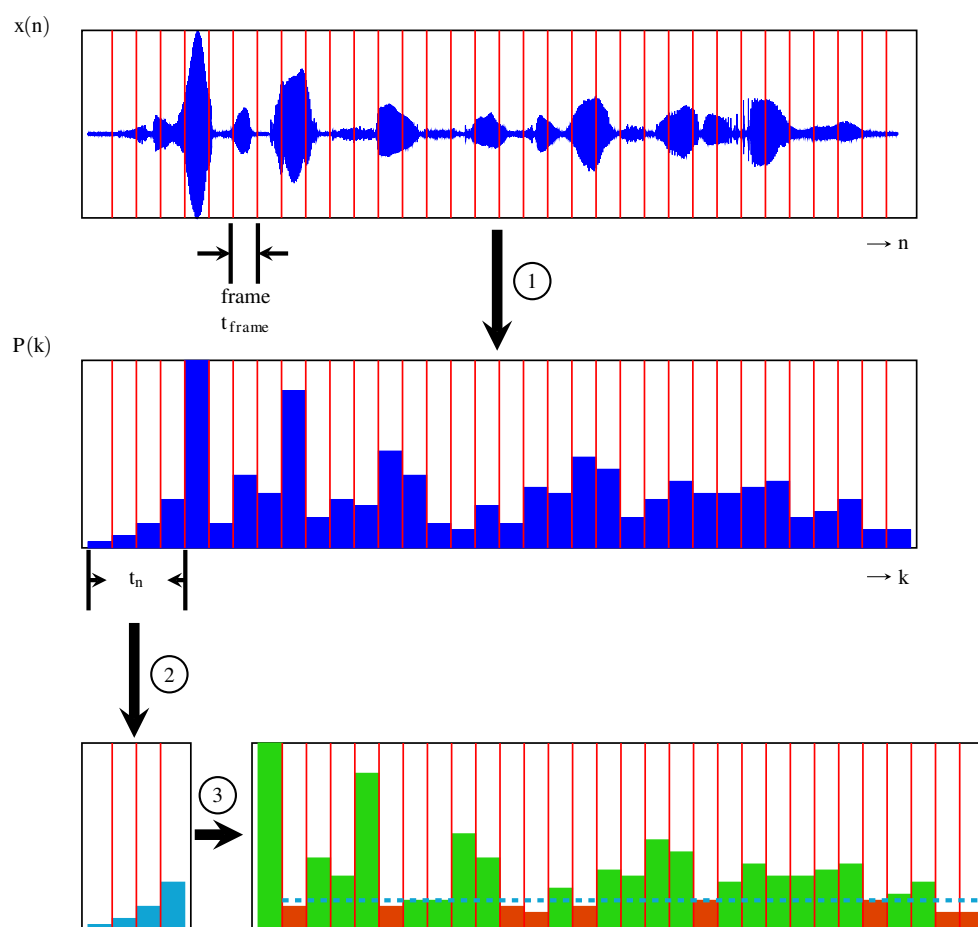 x(n)
→ n
frame
t_frame
1
P(k)
→ k
t_n
2
3